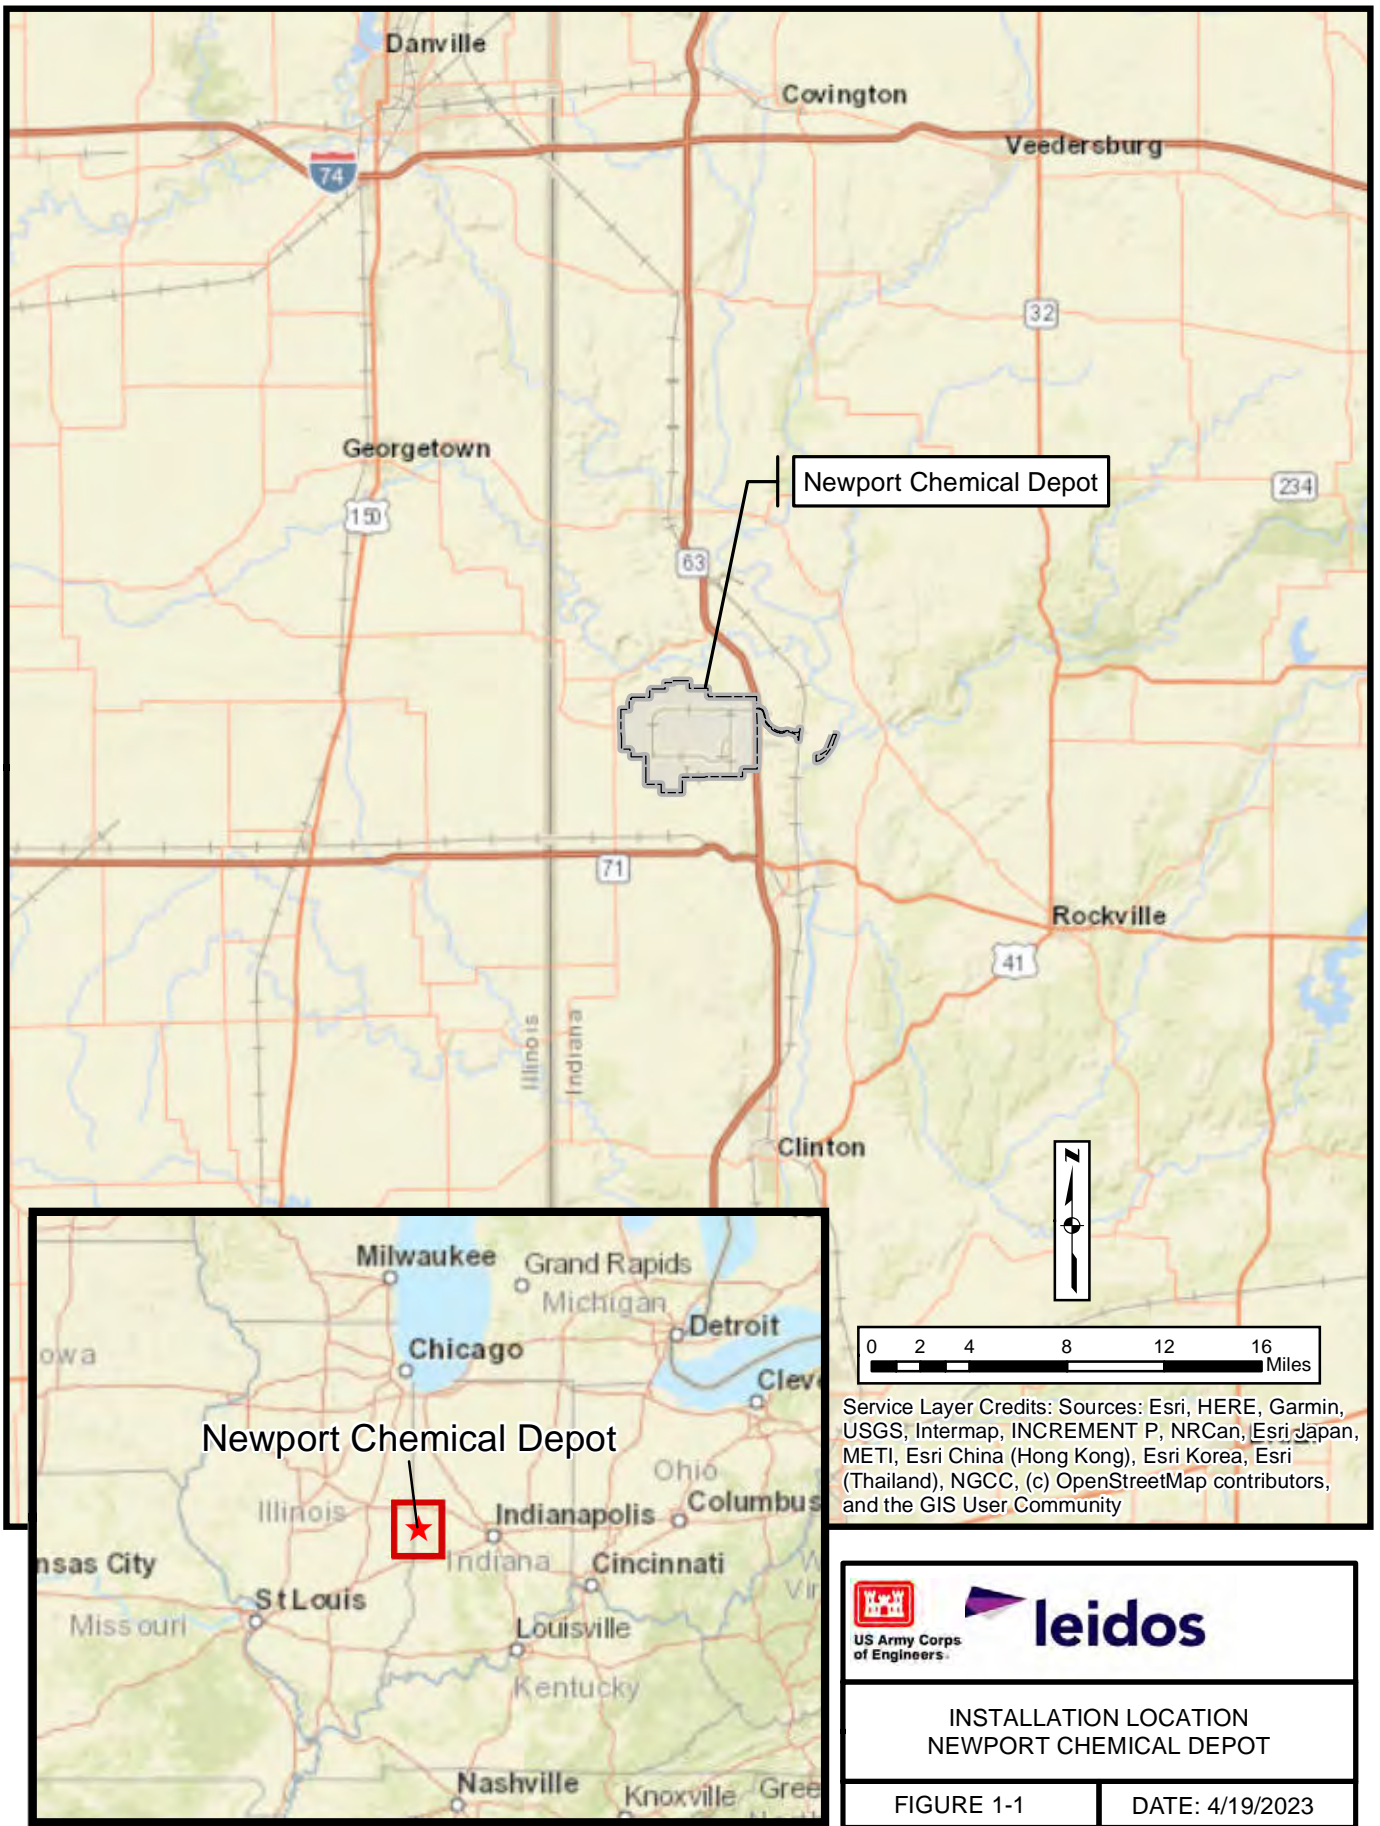 Danville
Covington
Veedersburg
74
32
Georgetown
Newport Chemical Depot
234
150
63
71
Rockville
41
Illinois
Indiana
Clinton
N
0 2 4 8 12 16
Miles
Service Layer Credits: Sources: Esri, HERE, Garmin,
USGS, Intermap, INCREMENT P, NRCan, Esri Japan,
METI, Esri China (Hong Kong), Esri Korea, Esri
(Thailand), NGCC, (c) OpenStreetMap contributors,
and the GIS User Community
Milwaukee
Grand Rapids
Michigan
Detroit
owa
Chicago
Cleve
Newport Chemical Depot
Ohio
Illinois
Indianapolis
Columbus
nsas City
Indiana
Cincinnati
W
Vir
St Louis
Missouri
Louisville
Kentucky
Nashville
Knoxville
Gree
US Army Corps
of Engineers
leidos
INSTALLATION LOCATION
NEWPORT CHEMICAL DEPOT
FIGURE 1-1
DATE: 4/19/2023